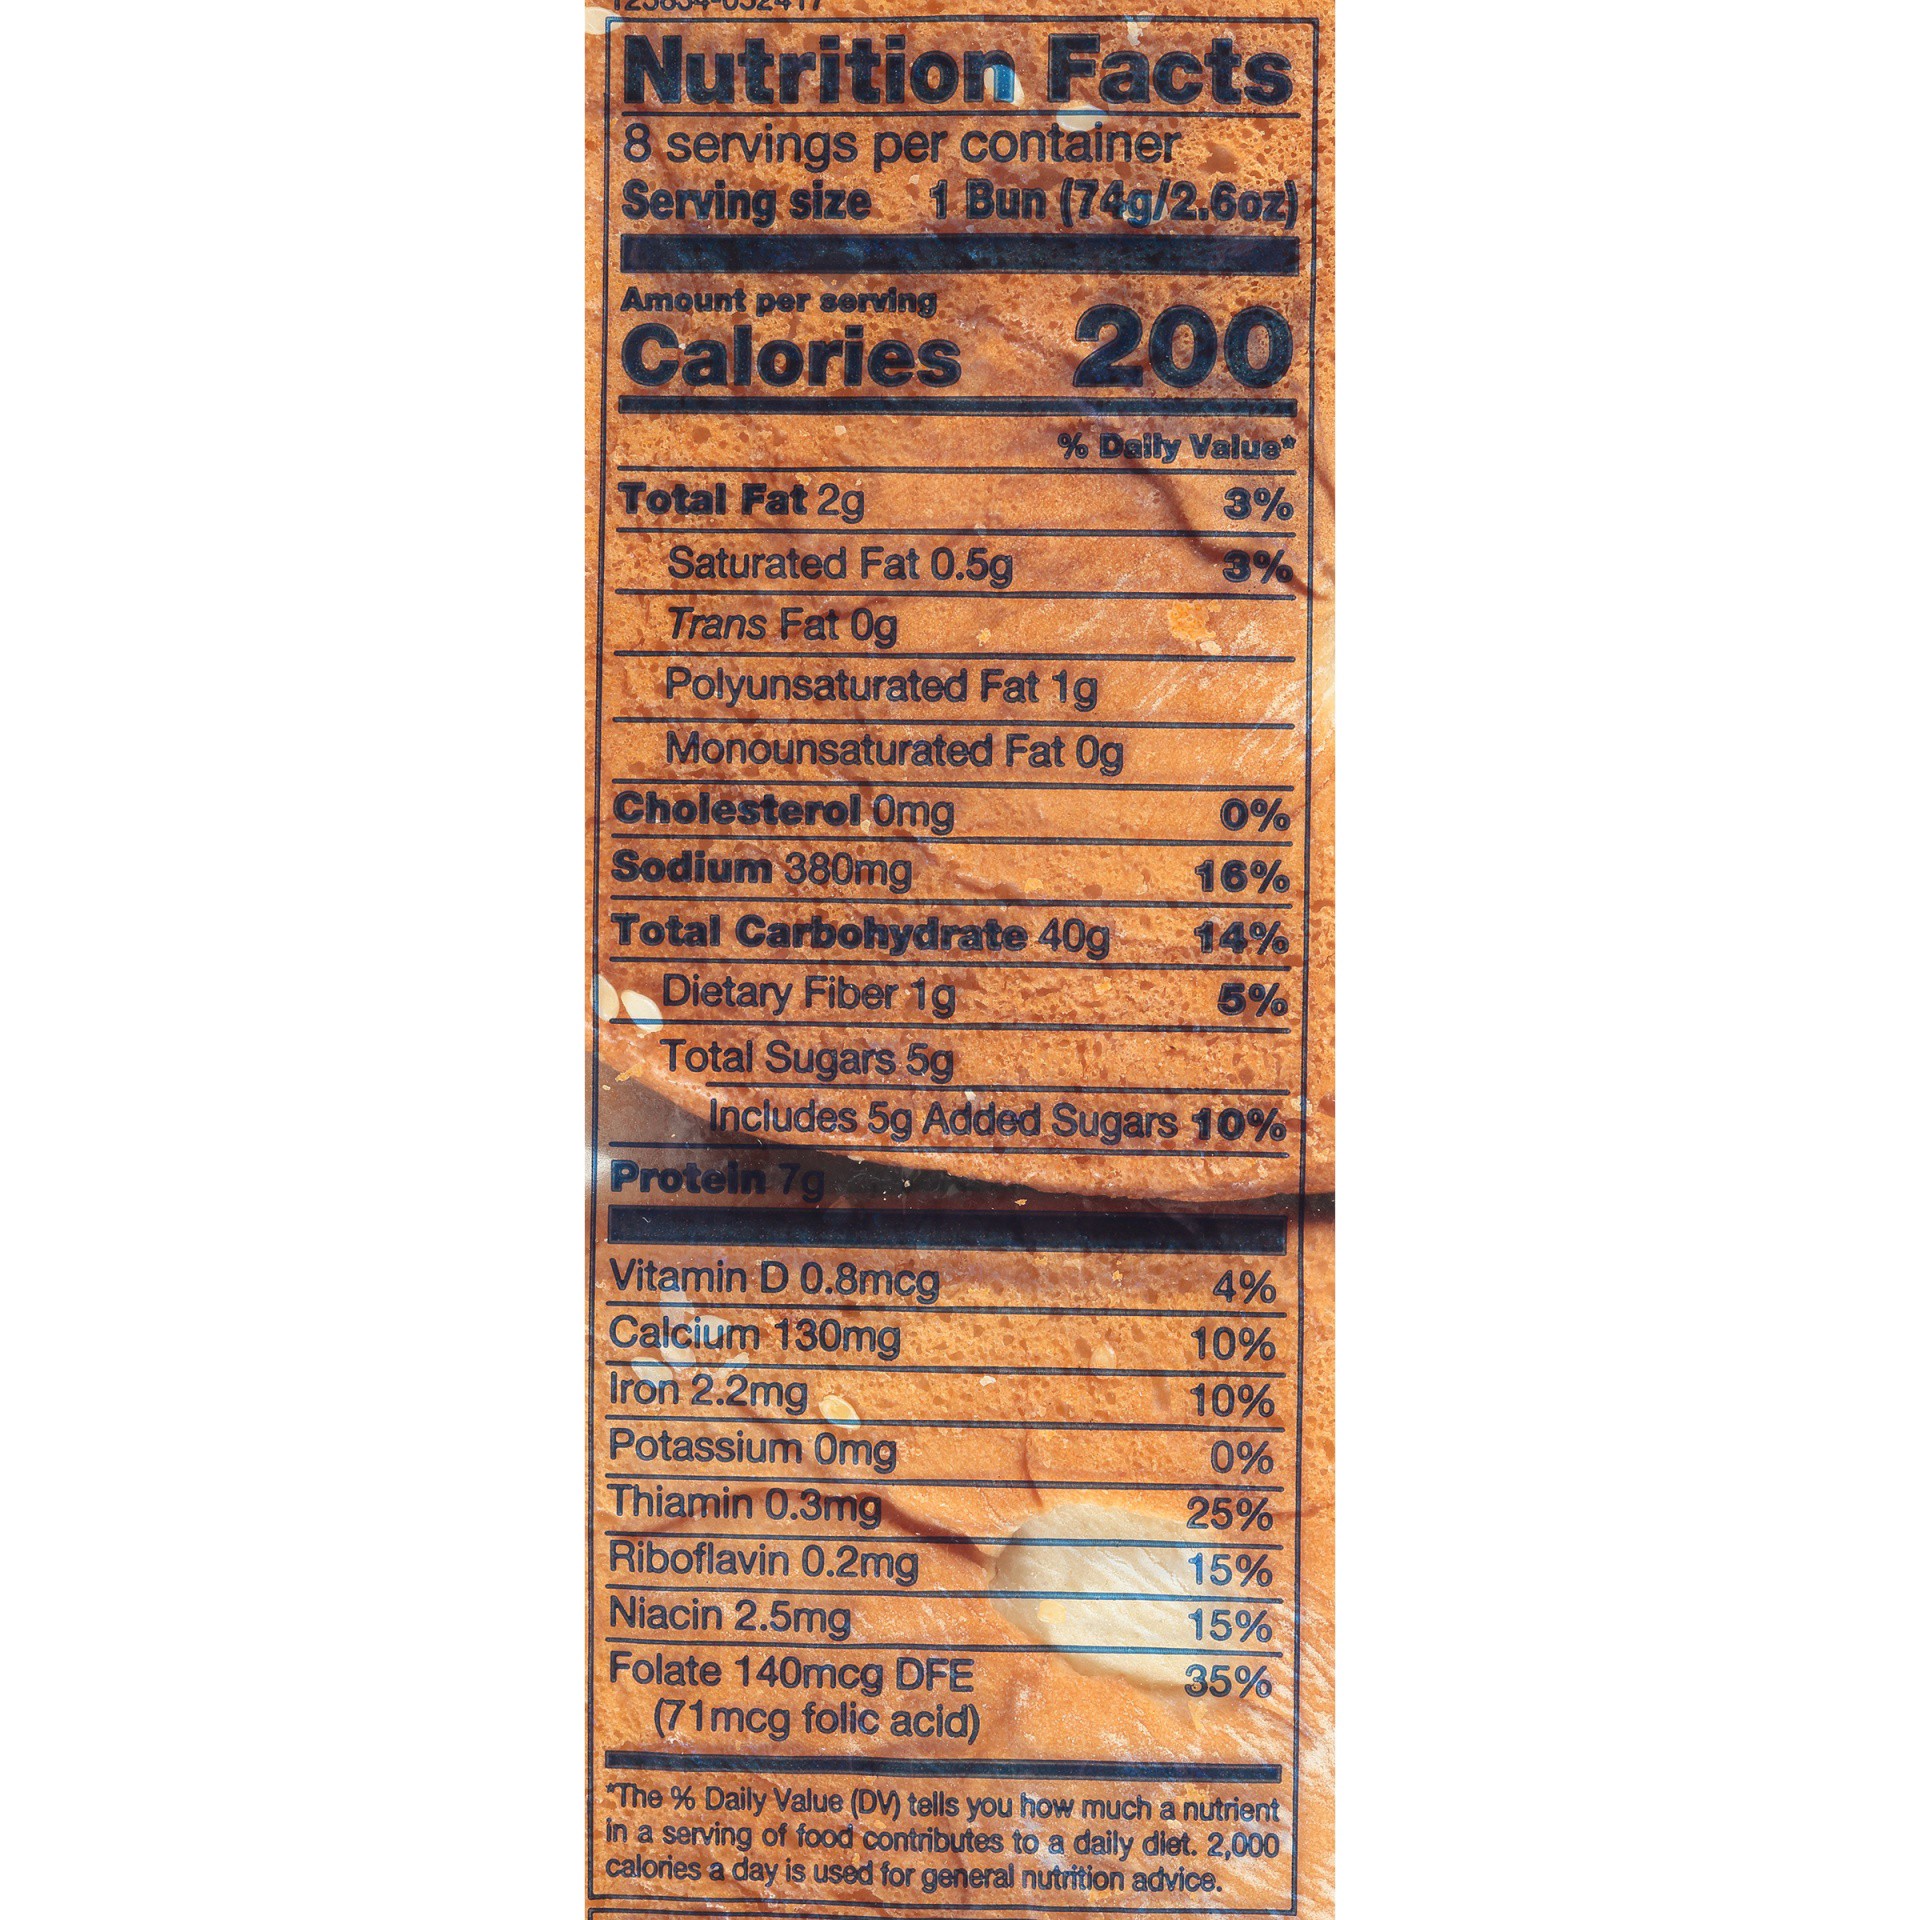 Nutrition Facts
8 servings per container
Serving size 1 Bun (74g/2.6oz)
Amount per serving
Calories 200
% Daily Value*
Total Fat 2g 3%
Saturated Fat 0.5g 3%
Trans Fat 0g
Polyunsaturated Fat 1g
Monounsaturated Fat 0g
Cholesterol 0mg 0%
Sodium 380mg 16%
Total Carbohydrate 40g 14%
Dietary Fiber 1g 5%
Total Sugars 5g
Includes 5g Added Sugars 10%
Protein 7g
Vitamin D 0.8mcg 4%
Calcium 130mg 10%
Iron 2.2mg 10%
Potassium 0mg 0%
Thiamin 0.3mg 25%
Riboflavin 0.2mg 15%
Niacin 2.5mg 15%
Folate 140mcg DFE 35%
(71mcg folic acid)
*The % Daily Value (DV) tells you how much a nutrient
in a serving of food contributes to a daily diet. 2,000
calories a day is used for general nutrition advice.